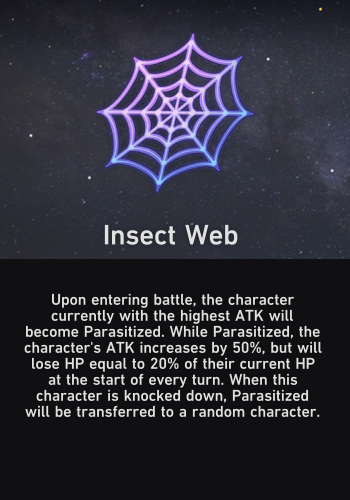 Insect Web
Upon entering battle, the character
currently with the highest ATK will
become Parasitized. While Parasitized, the
character's ATK increases by 50%, but will
lose HP equal to 20% of their current HP
at the start of every turn. When this
character is knocked down, Parasitized
will be transferred to a random character.